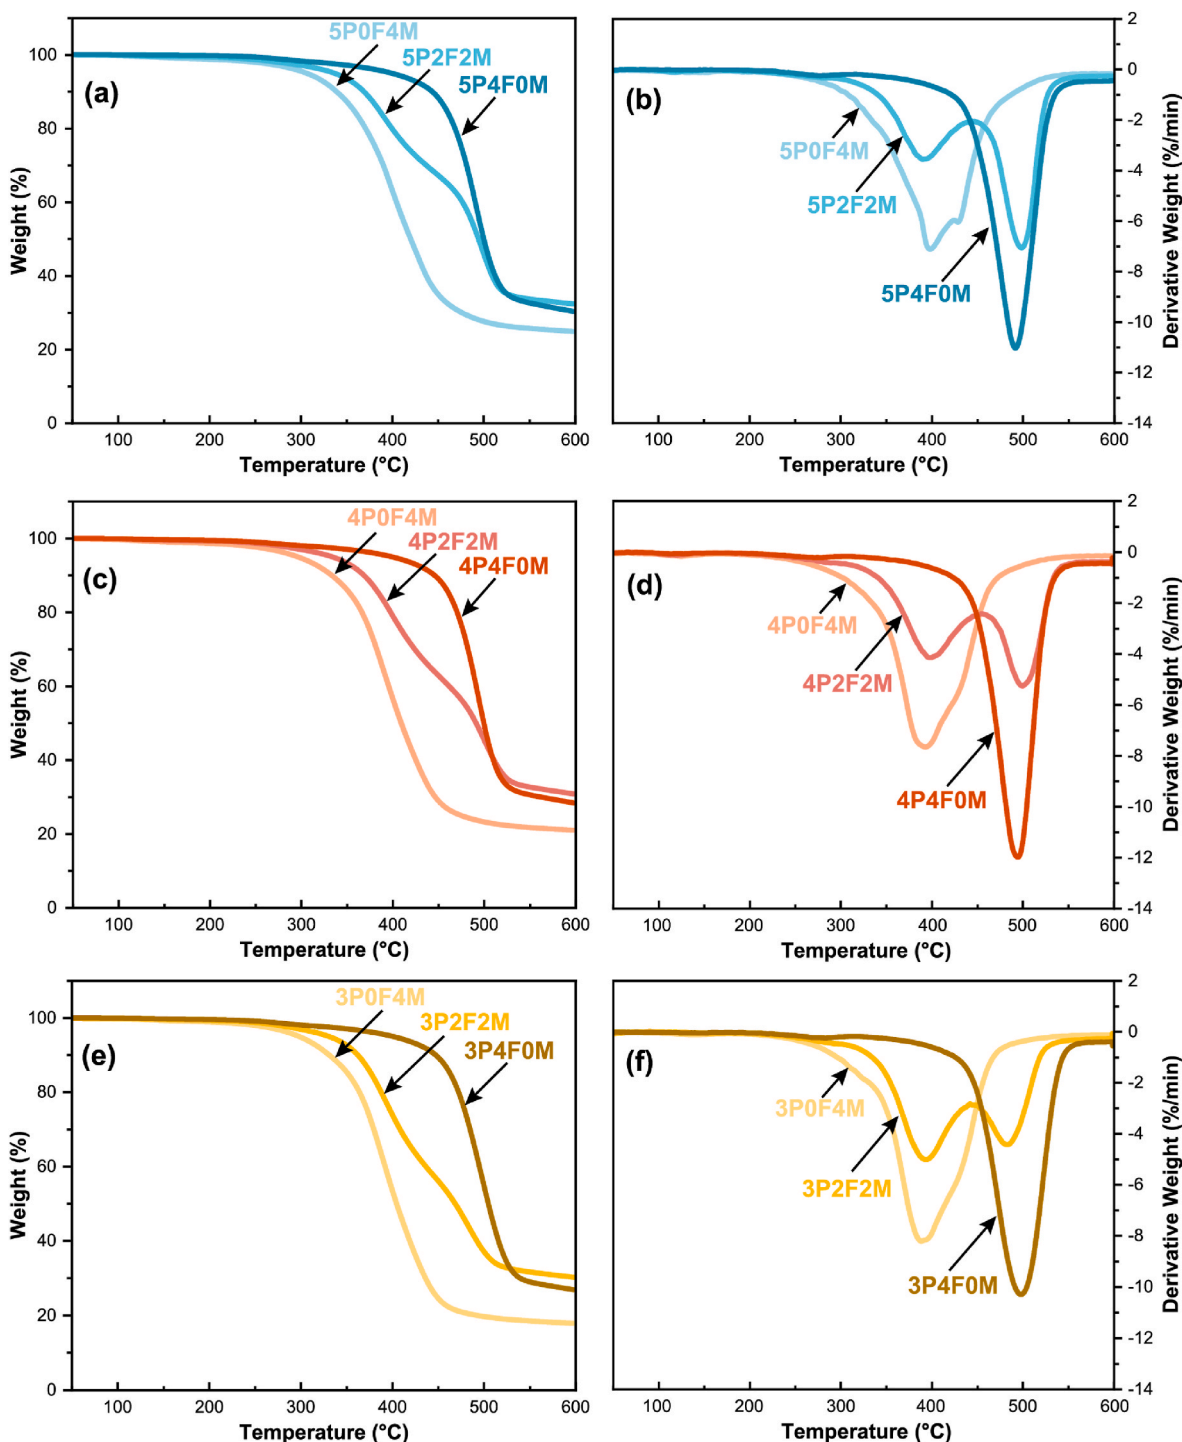 (a)
5P0F4M
5P2F2M
5P4F0M
Weight (%)
100
80
60
40
20
0
100 200 300 400 500 600
Temperature (°C)
(b)
5P0F4M
5P2F2M
5P4F0M
2
0
-2
-4
-6
-8
-10
-12
-14
Derivative Weight (%/min)
100 200 300 400 500 600
Temperature (°C)
(c)
4P0F4M
4P2F2M
4P4F0M
Weight (%)
100
80
60
40
20
0
100 200 300 400 500 600
Temperature (°C)
(d)
4P0F4M
4P2F2M
4P4F0M
2
0
-2
-4
-6
-8
-10
-12
-14
Derivative Weight (%/min)
100 200 300 400 500 600
Temperature (°C)
(e)
3P0F4M
3P2F2M
3P4F0M
Weight (%)
100
80
60
40
20
0
100 200 300 400 500 600
Temperature (°C)
(f)
3P0F4M
3P2F2M
3P4F0M
2
0
-2
-4
-6
-8
-10
-12
-14
Derivative Weight (%/min)
100 200 300 400 500 600
Temperature (°C)